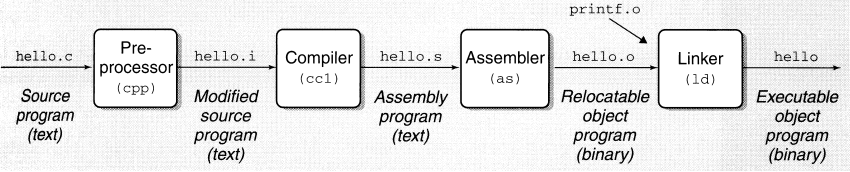 printf.o
hello.c
Pre-
processor
(cpp)
hello.i
Compiler
(cc1)
hello.s
Assembler
(as)
hello.o
Linker
(ld)
hello
Source
program
(text)
Modified
source
program
(text)
Assembly
program
(text)
Relocatable
object
program
(binary)
Executable
object
program
(binary)